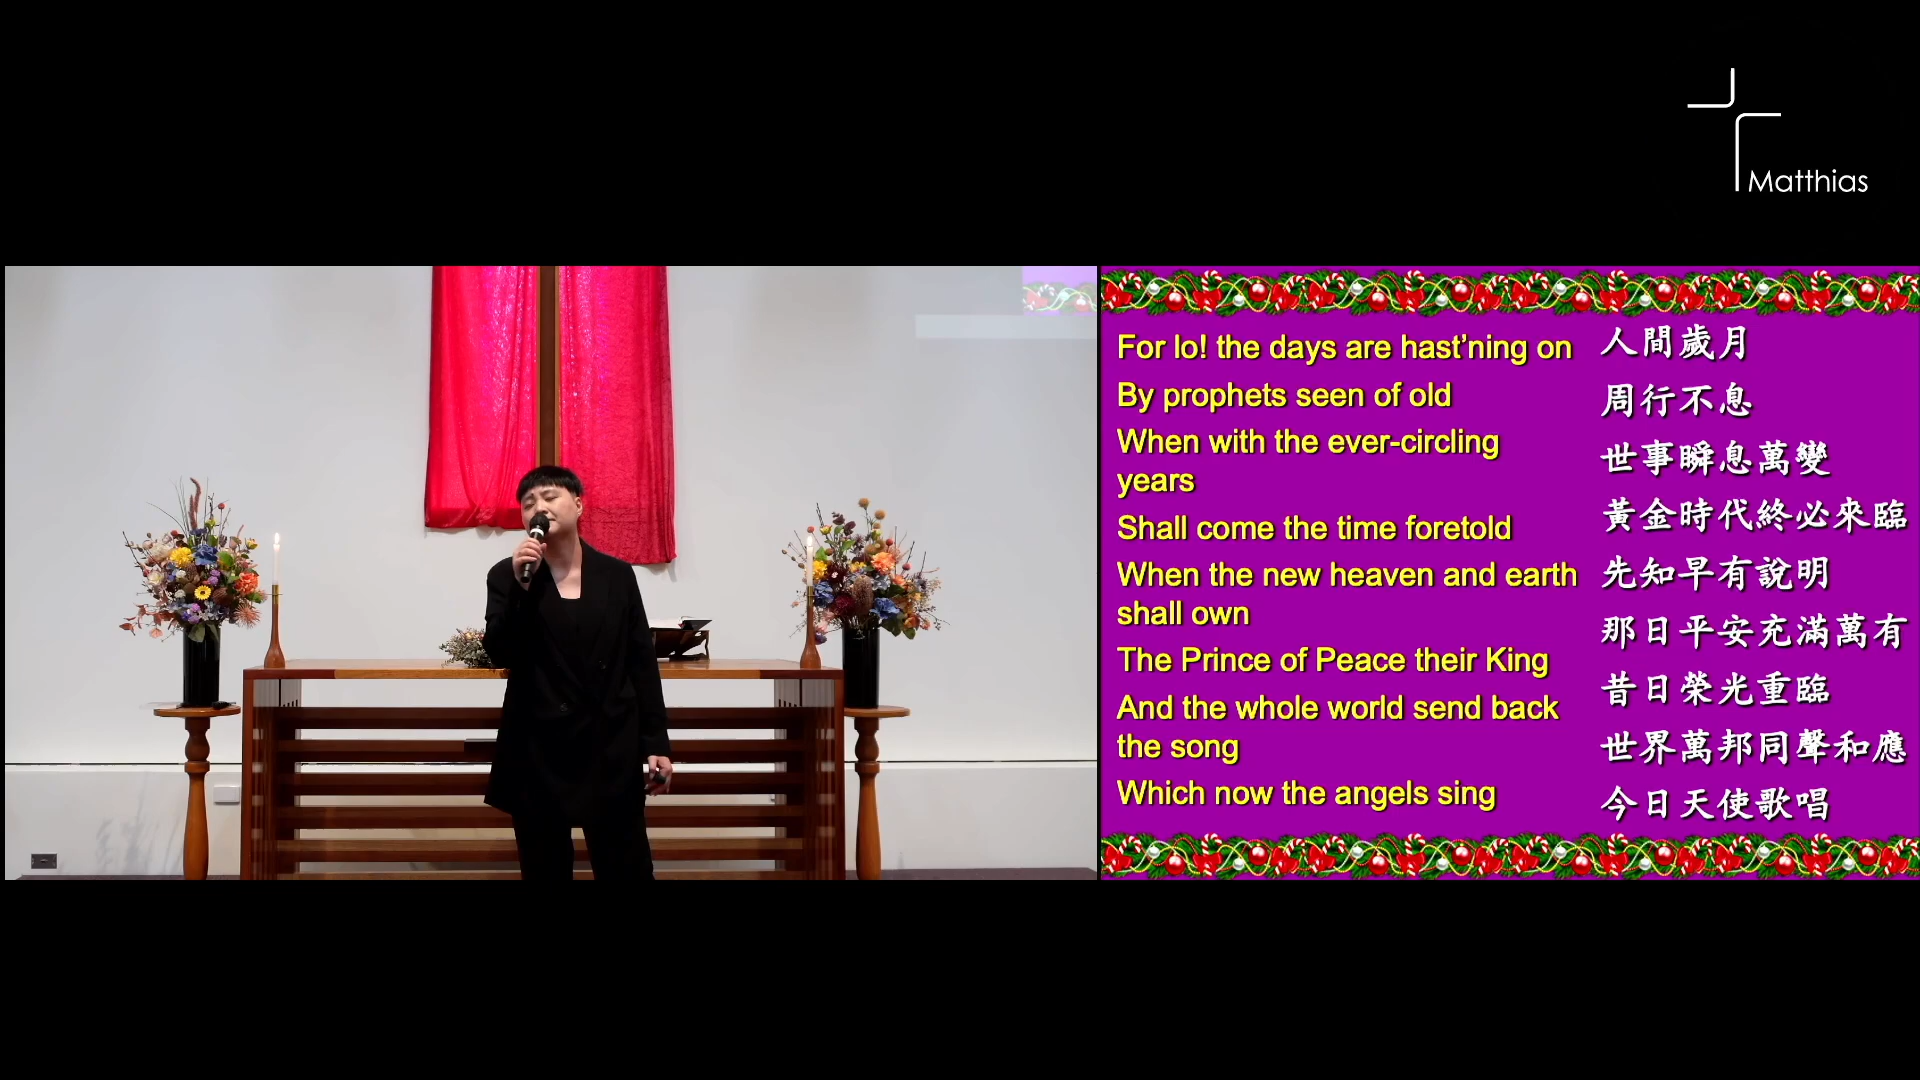 Matthias
For lo! the days are hast’ning on
By prophets seen of old
When with the ever-circling
years
Shall come the time foretold
When the new heaven and earth
shall own
The Prince of Peace their King
And the whole world send back
the song
Which now the angels sing
人間歲月
周行不息
世事瞬息萬變
黃金時代終必來臨
先知早有說明
那日平安充滿萬有
昔日榮光重臨
世界萬邦同聲和應
今日天使歌唱